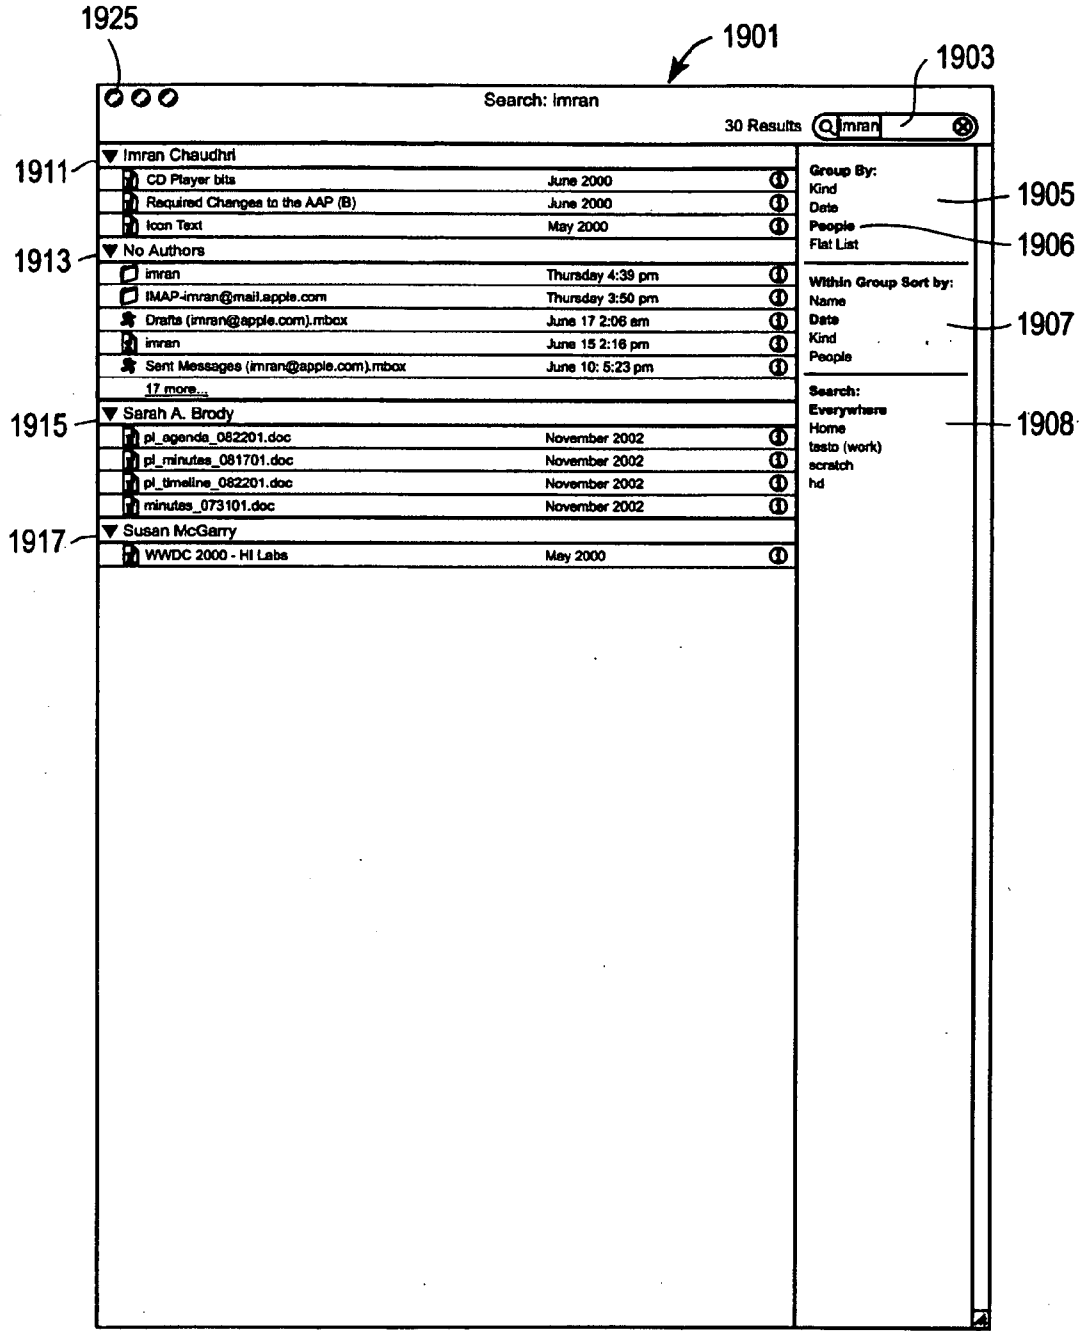 1925
1901
1903
Search: imran
30 Results
imran
1911
Imran Chaudhri
CD Player bits June 2000
Required Changes to the AAP (B) June 2000
Icon Text May 2000
1913
No Authors
imran Thursday 4:39 pm
IMAP-imran@mail.apple.com Thursday 3:50 pm
Drafts (imran@apple.com).mbox June 17 2:06 am
imran June 15 2:16 pm
Sent Messages (imran@apple.com).mbox June 10: 5:23 pm
17 more...
1915
Sarah A. Brody
pl_agenda_082201.doc November 2002
pl_minutes_081701.doc November 2002
pl_timeline_082201.doc November 2002
minutes_073101.doc November 2002
1917
Susan McGarry
WWDC 2000 - HI Labs May 2000
Group By:
Kind
Date
People
Flat List
1905
1906
Within Group Sort by:
Name
Date
Kind
People
1907
Search:
Everywhere
Home
tasto (work)
scratch
hd
1908